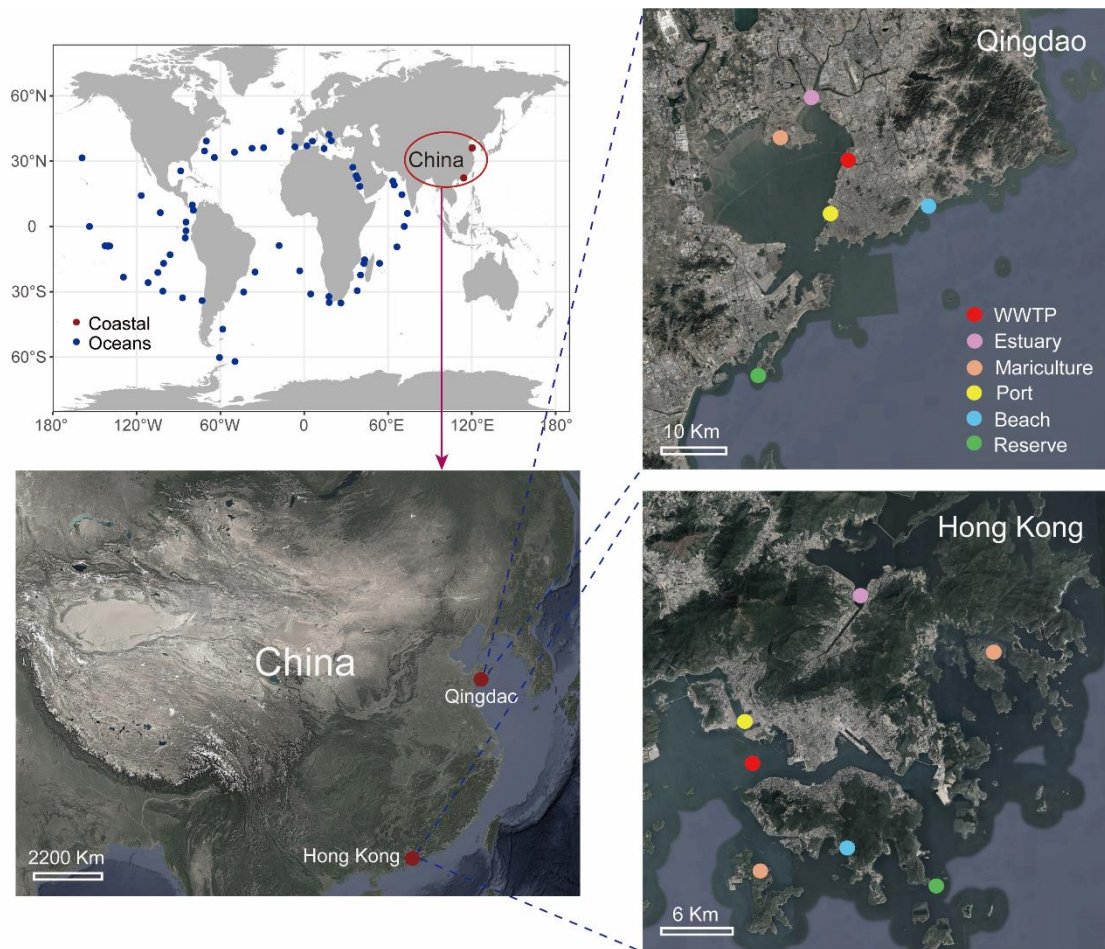 60°N
30°N
0
30°S
60°S
180°
120°W
60°W
0
60°E
120°E
180°
China
Coastal
Oceans
Qingdao
WWTP
Estuary
Mariculture
Port
Beach
Reserve
10 Km
China
Qingdao
Hong Kong
2200 Km
Hong Kong
6 Km